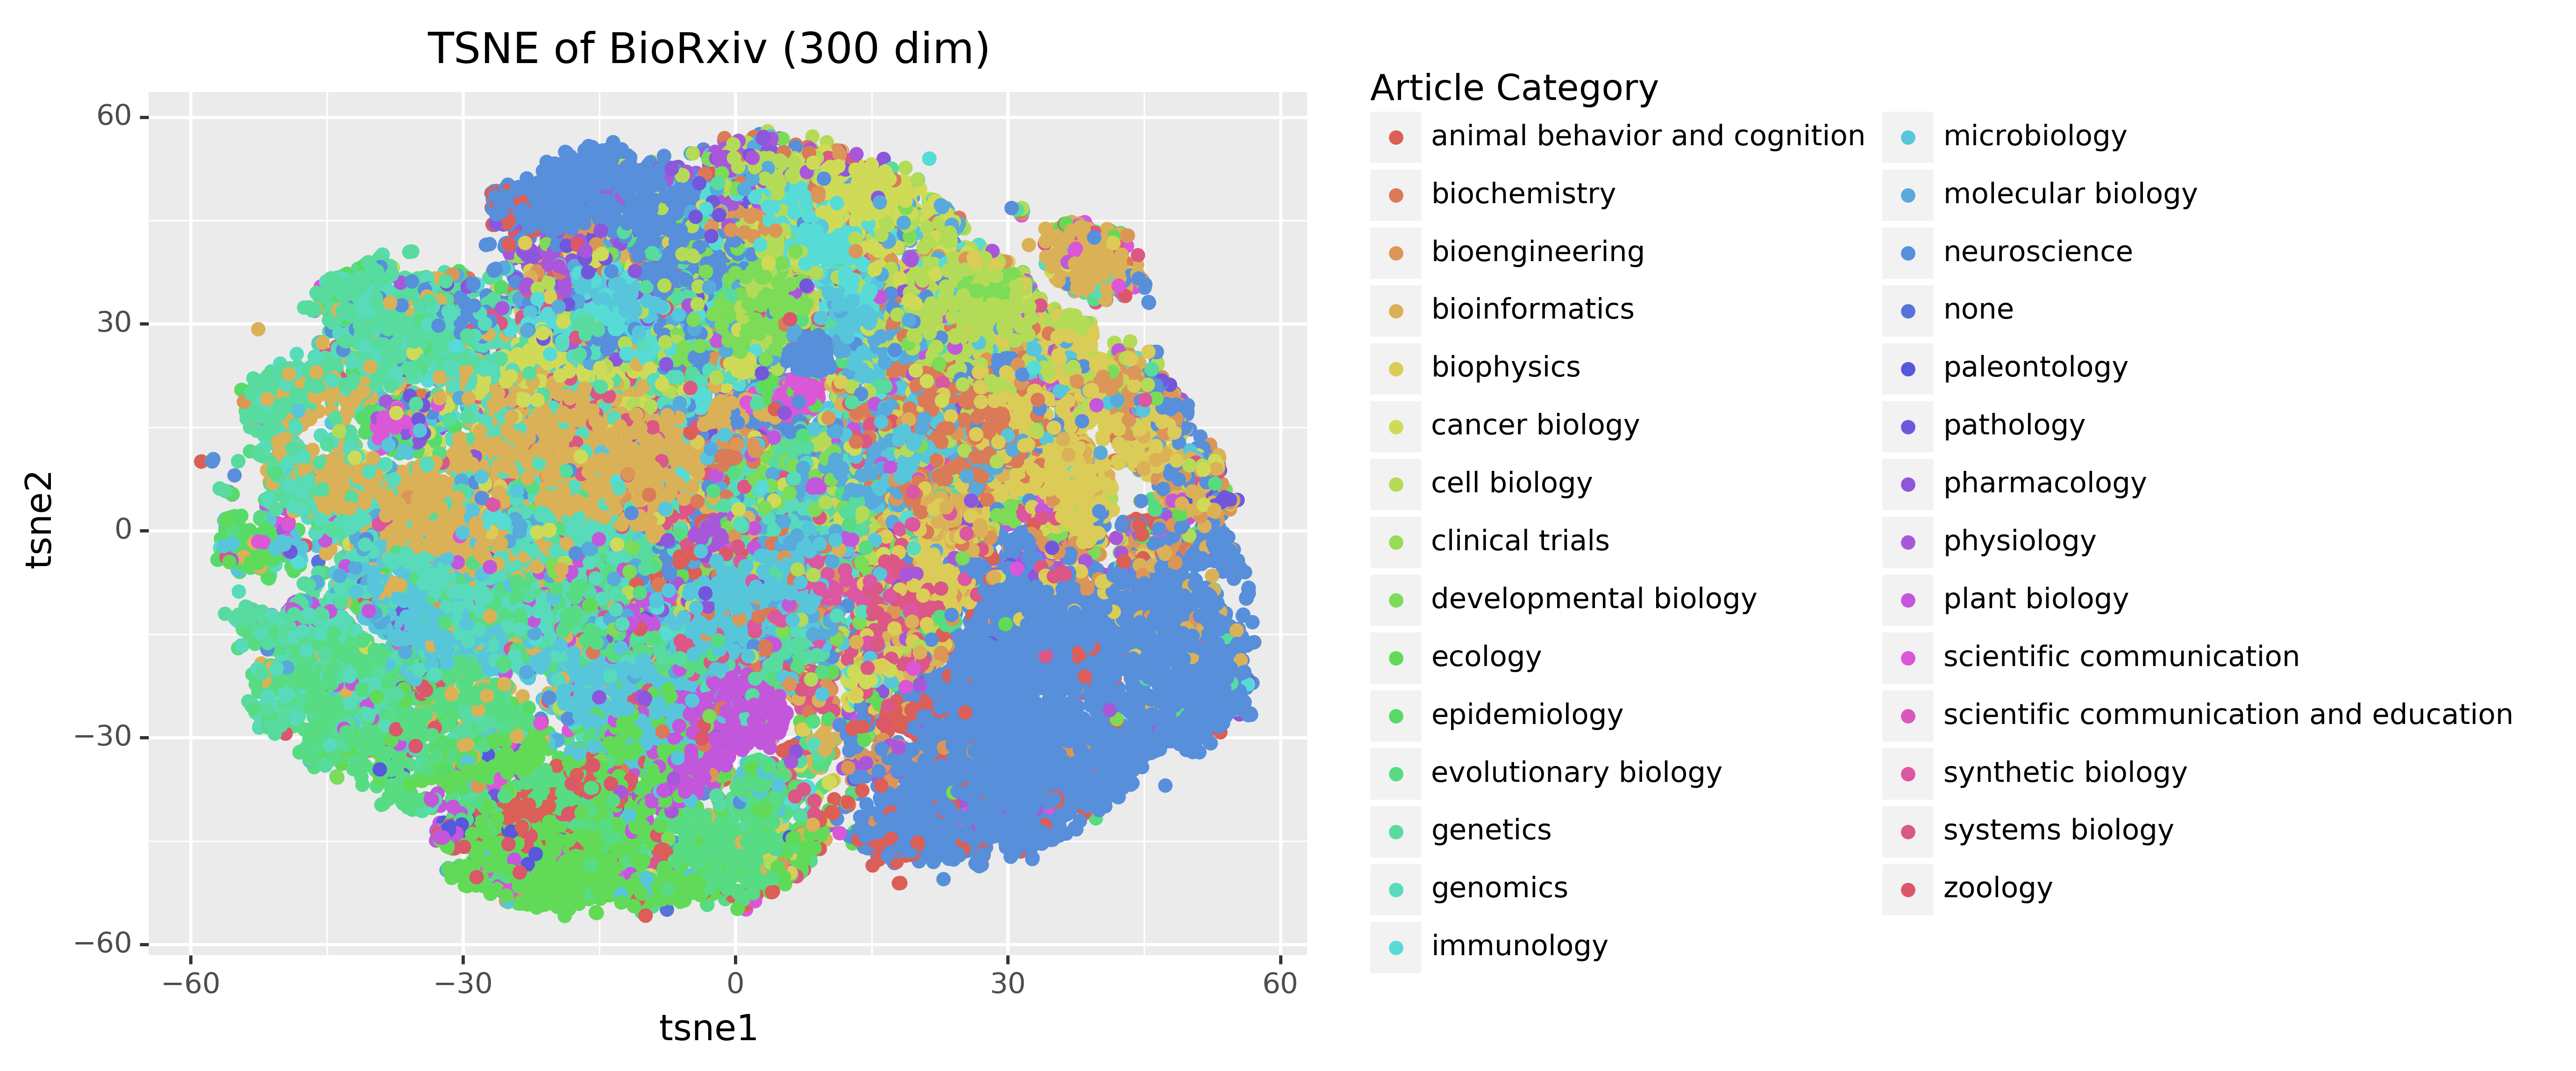 TSNE of BioRxiv (300 dim)
60
30
0
−30
−60
tsne2
−60
−30
0
30
60
tsne1
Article Category
animal behavior and cognition
biochemistry
bioengineering
bioinformatics
biophysics
cancer biology
cell biology
clinical trials
developmental biology
ecology
epidemiology
evolutionary biology
genetics
genomics
immunology
microbiology
molecular biology
neuroscience
none
paleontology
pathology
pharmacology
physiology
plant biology
scientific communication
scientific communication and education
synthetic biology
systems biology
zoology